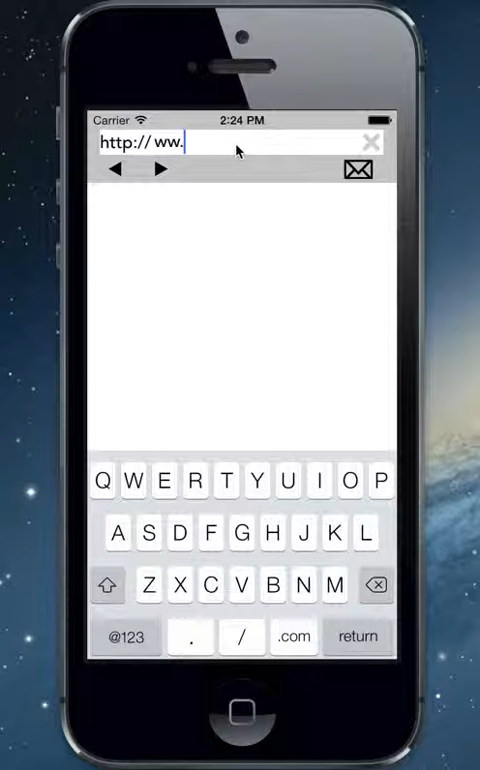 Carrier 2:24 PM
http:// ww.
Q W E R T Y U I O P
A S D F G H J K L
Z X C V B N M
@123 . / .com return